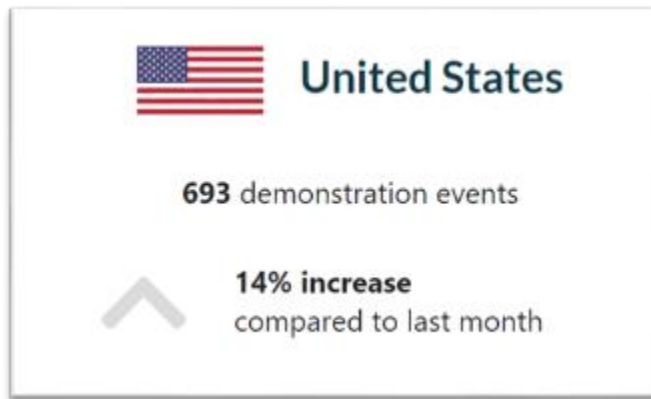 United States
693 demonstration events
14% increase
compared to last month